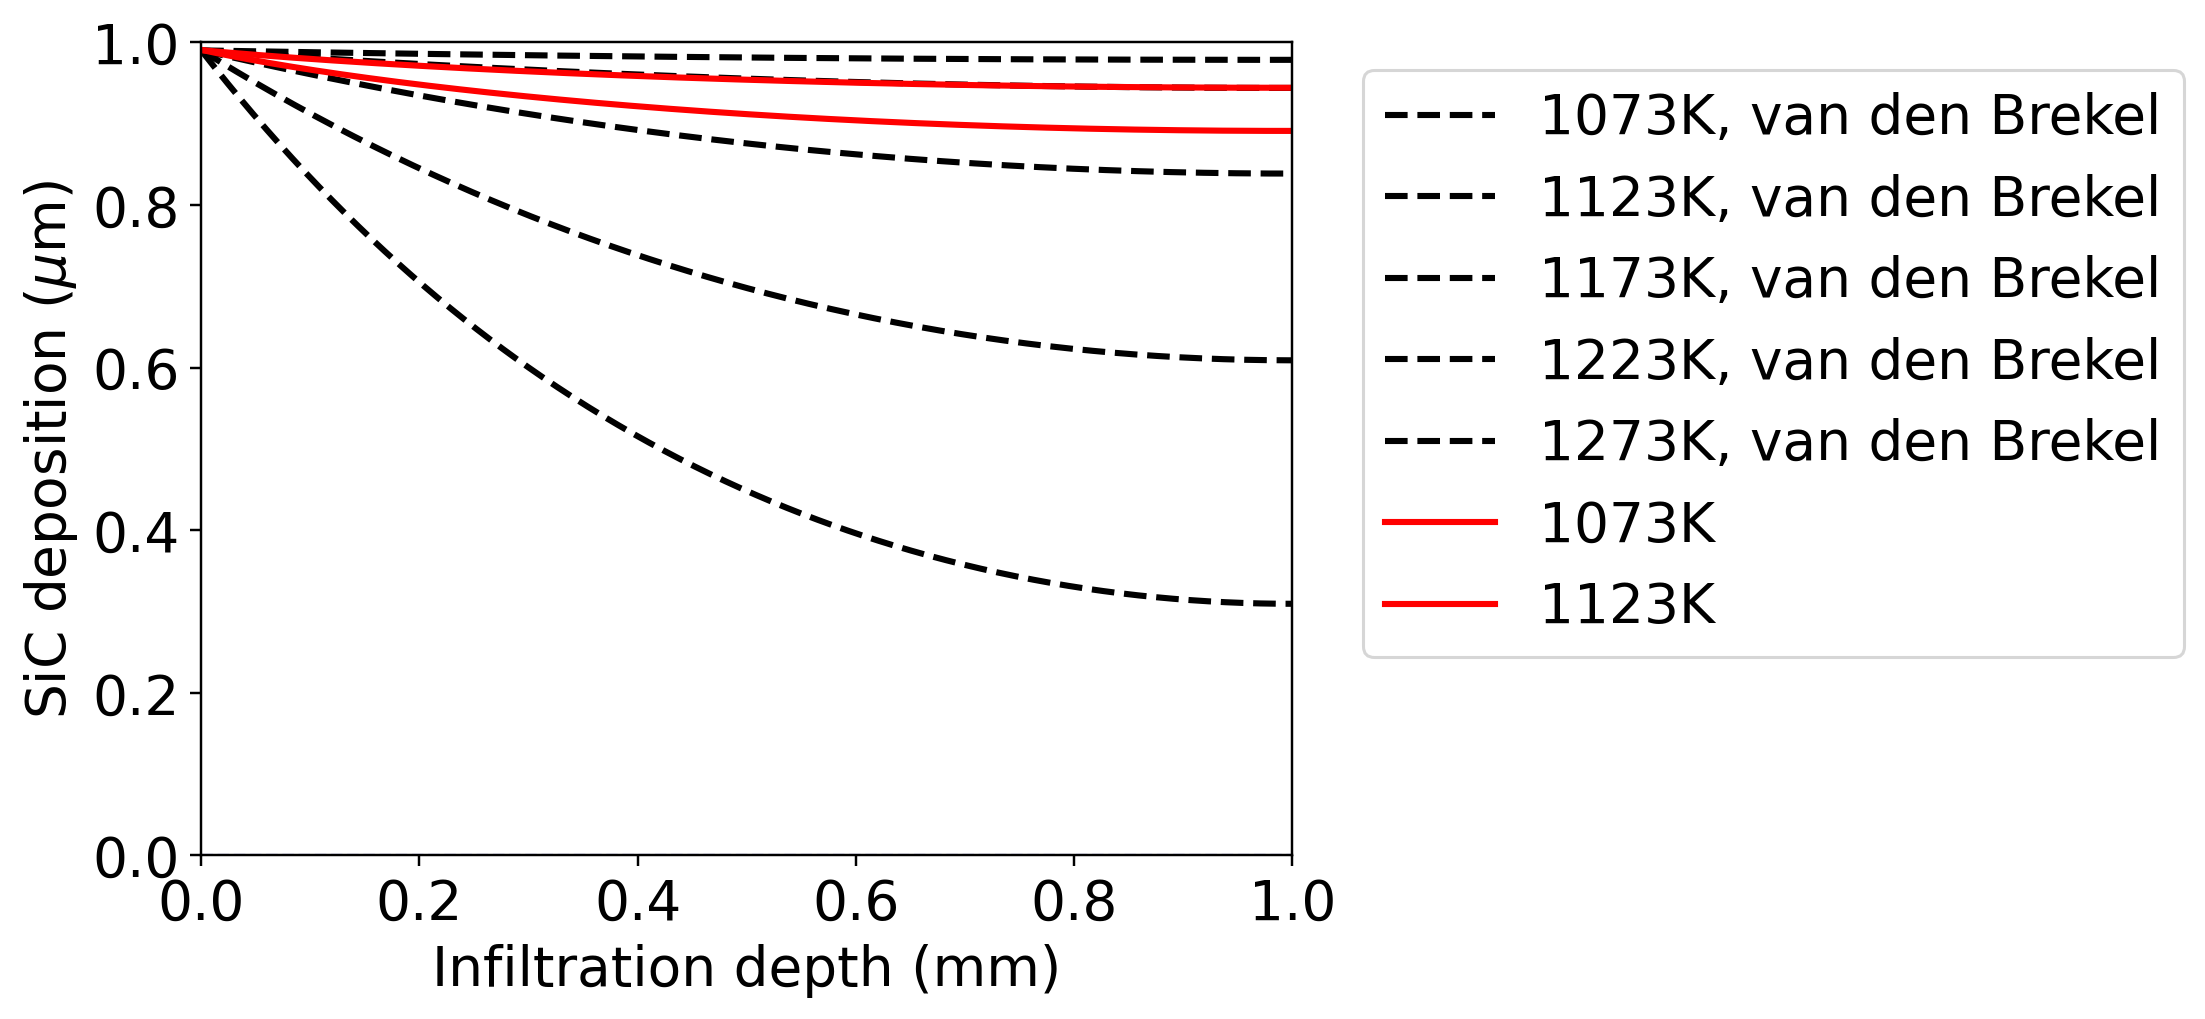 SiC deposition (μm)
1.0
0.8
0.6
0.4
0.2
0.0
0.0 0.2 0.4 0.6 0.8 1.0
Infiltration depth (mm)
1073K, van den Brekel
1123K, van den Brekel
1173K, van den Brekel
1223K, van den Brekel
1273K, van den Brekel
1073K
1123K